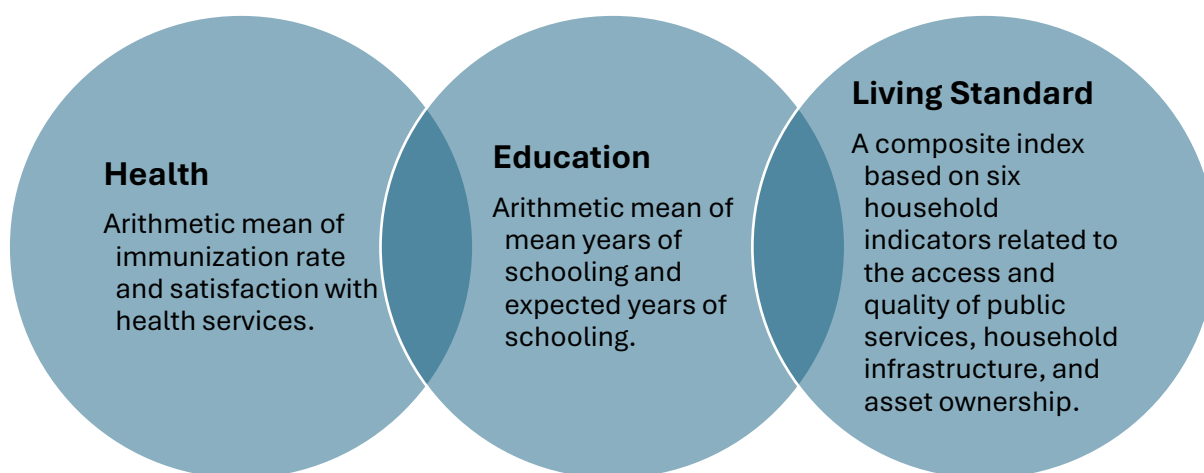 Health
Arithmetic mean of
immunization rate
and satisfaction with
health services.
Education
Arithmetic mean of
mean years of
schooling and
expected years of
schooling.
Living Standard
A composite index
based on six
household
indicators related to
the access and
quality of public
services, household
infrastructure, and
asset ownership.